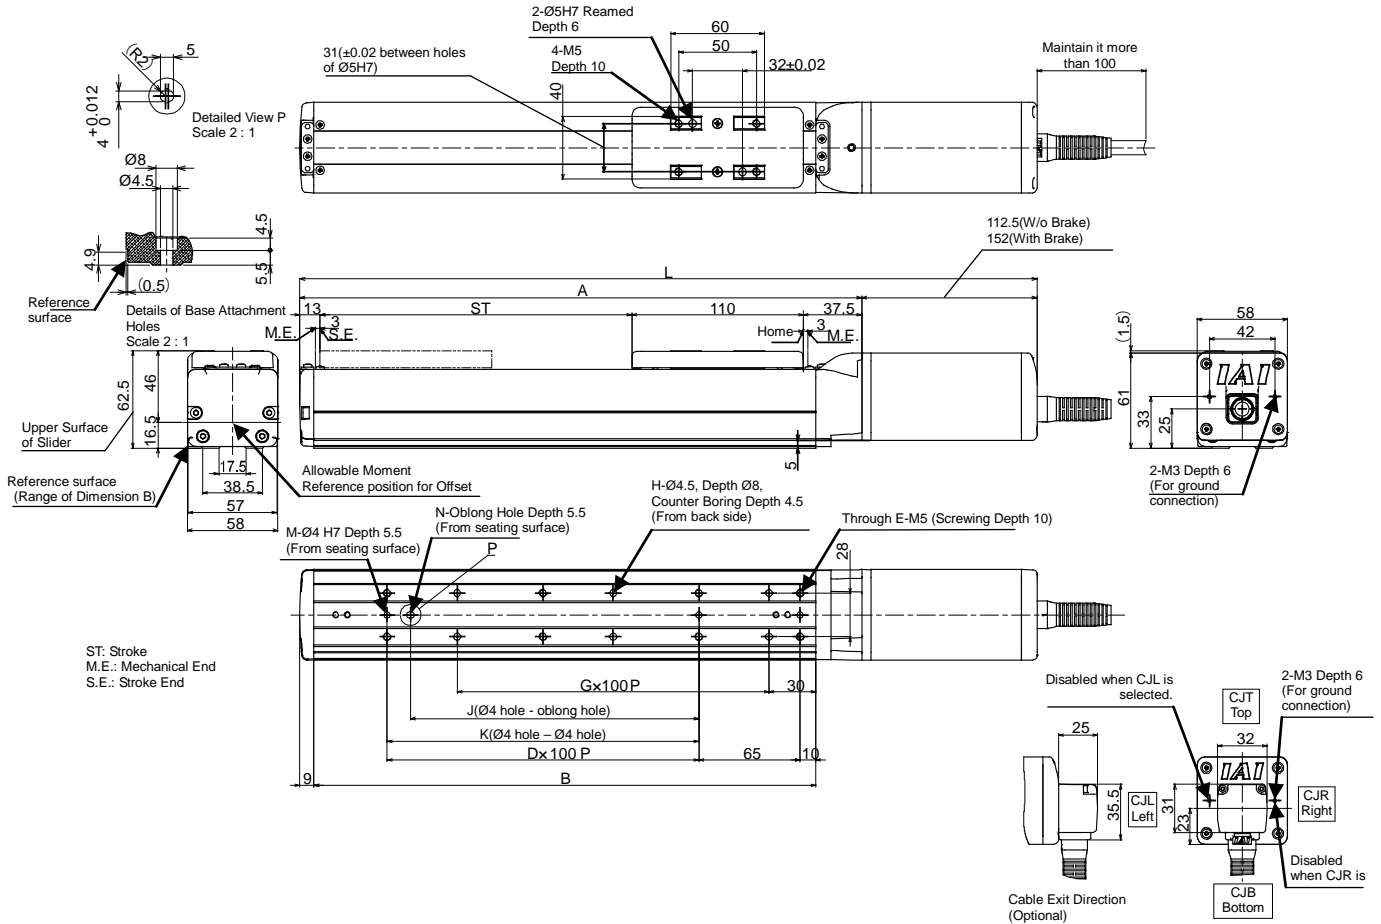 2-Ø5H7 Reamed
Depth 6
60
50
31(±0.02 between holes
of Ø5H7)
4-M5
Depth 10
32±0.02
40
Maintain it more
than 100
(R2)
5
4 +0.012
0
Detailed View P
Scale 2 : 1
Ø8
Ø4.5
4.5
4.9
5.5
(0.5)
Reference
surface
Details of Base Attachment
Holes
Scale 2 : 1
112.5(W/o Brake)
152(With Brake)
L
A
13
ST
110
37.5
3
M.E.
S.E.
Home
3
M.E.
5
62.5
46
16.5
Upper Surface
of Slider
Reference surface
(Range of Dimension B)
17.5
38.5
57
58
Allowable Moment
Reference position for Offset
58
42
(1.5)
61
33
25
IAI
2-M3 Depth 6
(For ground
connection)
M-Ø4 H7 Depth 5.5
(From seating surface)
N-Oblong Hole Depth 5.5
(From seating surface)
P
H-Ø4.5, Depth Ø8,
Counter Boring Depth 4.5
(From back side)
Through E-M5 (Screwing Depth 10)
28
ST: Stroke
M.E.: Mechanical End
S.E.: Stroke End
G×100P
30
J(Ø4 hole - oblong hole)
K(Ø4 hole – Ø4 hole)
D×100 P
65
10
9
B
Disabled when CJL is
selected.
CJT
Top
2-M3 Depth 6
(For ground
connection)
25
35.5
CJL
Left
32
IAI
31
23
CJR
Right
Disabled
when CJR is
CJB
Bottom
Cable Exit Direction
(Optional)